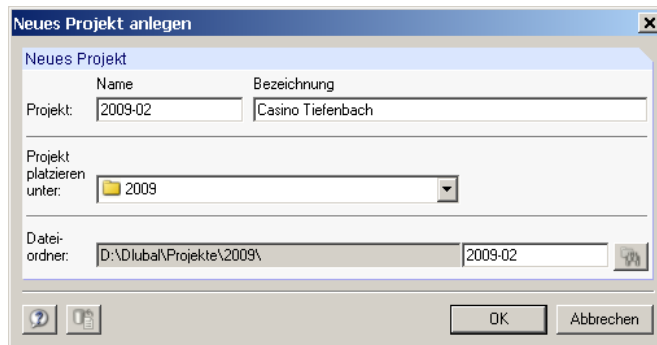 Neues Projekt anlegen
Neues Projekt
Name Bezeichnung
Projekt: 2009-02 Casino Tiefenbach
Projekt
platzieren
unter: 2009
Datei-
ordner: D:\Dlubal\Projekte\2009\ 2009-02
OK Abbrechen